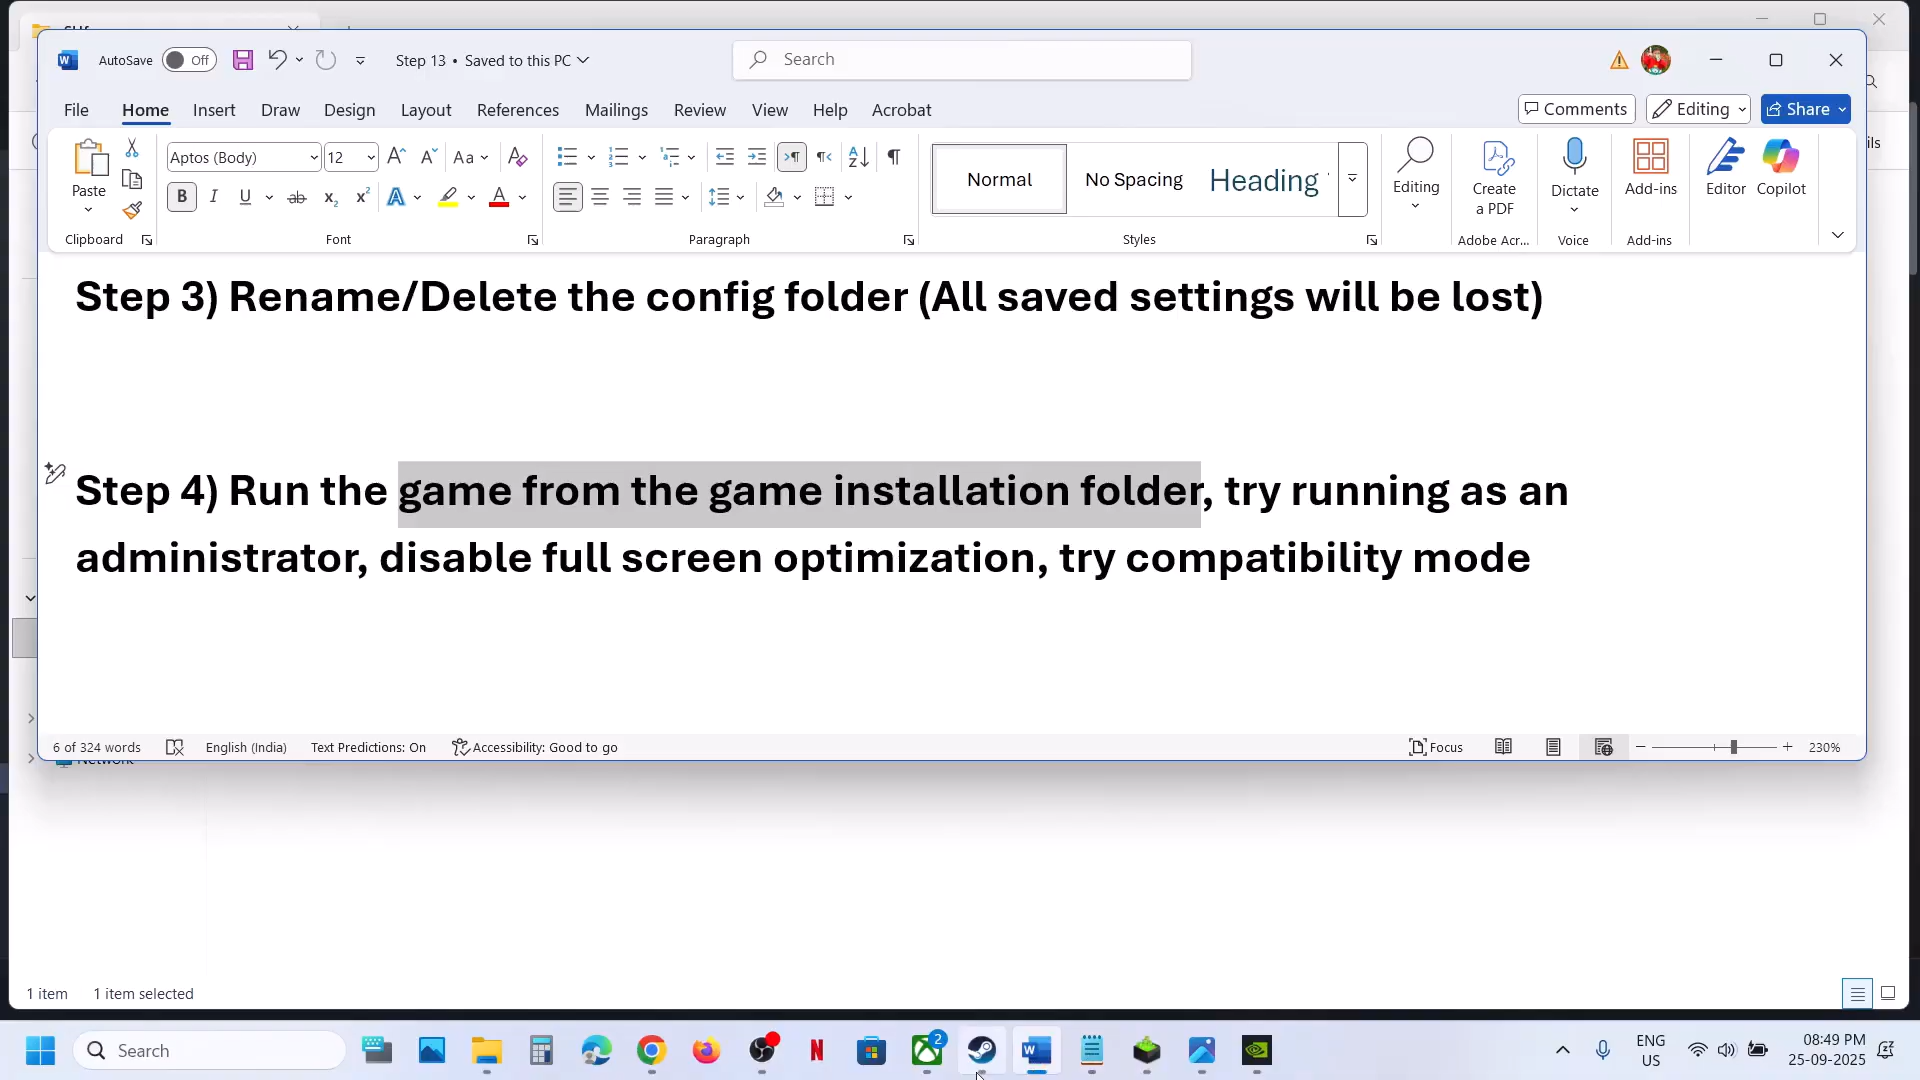 AutoSave
Off
Step 13 • Saved to this PC
Search
File
Home
Insert
Draw
Design
Layout
References
Mailings
Review
View
Help
Acrobat
Comments
Editing
Share
Paste
Clipboard
Aptos (Body)
12
Font
Paragraph
Normal
No Spacing
Heading
Styles
Editing
Create a PDF
Adobe Acr...
Dictate
Voice
Add-ins
Add-ins
Editor
Copilot
ils
Step 3) Rename/Delete the config folder (All saved settings will be lost)
Step 4) Run the game from the game installation folder, try running as an
administrator, disable full screen optimization, try compatibility mode
6 of 324 words
English (India)
Text Predictions: On
Accessibility: Good to go
Focus
230%
Network
1 item
1 item selected
Search
2
ENG
US
08:49 PM
25-09-2025